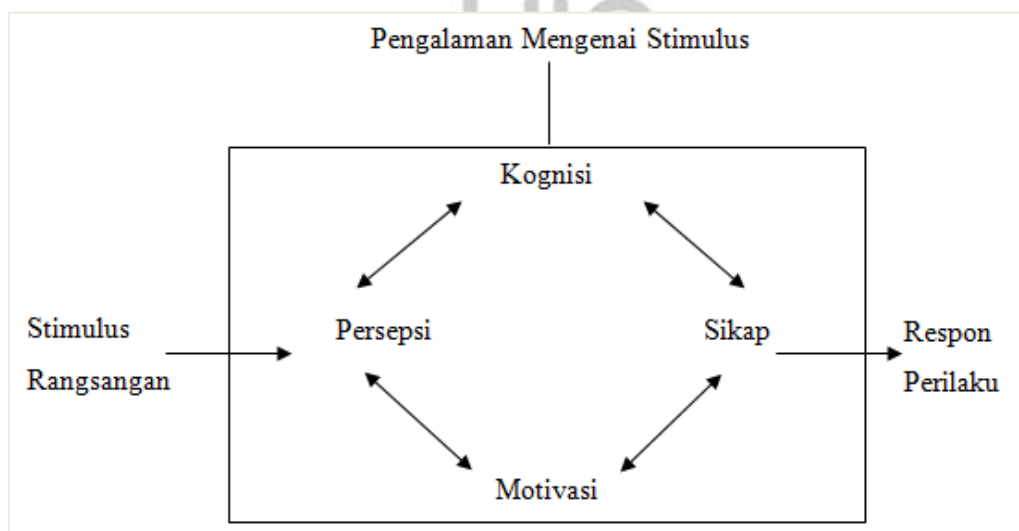 Pengalaman Mengenai Stimulus
Kognisi
Stimulus
Rangsangan
Persepsi
Sikap
Respon
Perilaku
Motivasi